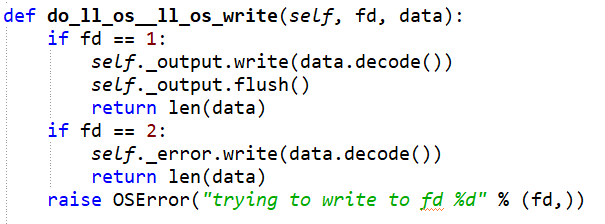 def do_ll_os__ll_os_write(self, fd, data):
    if fd == 1:
        self._output.write(data.decode())
        self._output.flush()
        return len(data)
    if fd == 2:
        self._error.write(data.decode())
        return len(data)
    raise OSError("trying to write to fd %d" % (fd,))